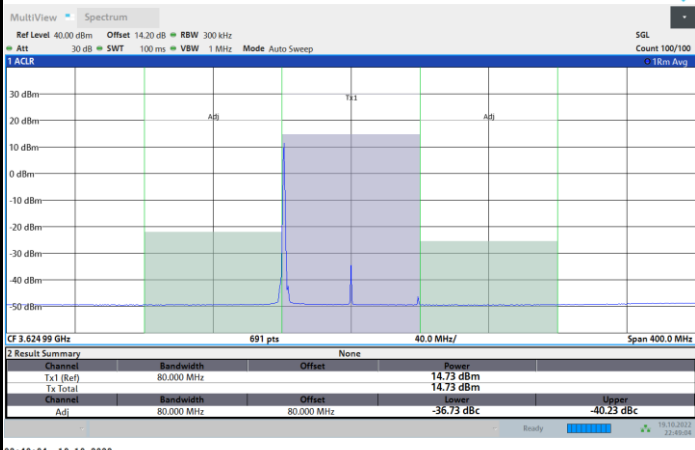 MultiView Spectrum
Ref Level 40.00 dBm Offset 14.20 dB RBW 300 kHz SGL
Att 30 dB SWT 100 ms VBW 1 MHz Mode Auto Sweep Count 100/100
1 ACLR 1Rm Avg
30 dBm
Tx1
20 dBm
Adj Adj
10 dBm
0 dBm
-10 dBm
-20 dBm
-30 dBm
-40 dBm
-50 dBm
CF 3.624 99 GHz 691 pts 40.0 MHz/ Span 400.0 MHz
2 Result Summary None
Channel Bandwidth Offset Power
Tx1 (Ref) 80.000 MHz 14.73 dBm
Tx Total 14.73 dBm
Channel Bandwidth Offset Lower Upper
Adj 80.000 MHz 80.000 MHz -36.73 dBc -40.23 dBc
Ready 19.10.2022
22:49:04